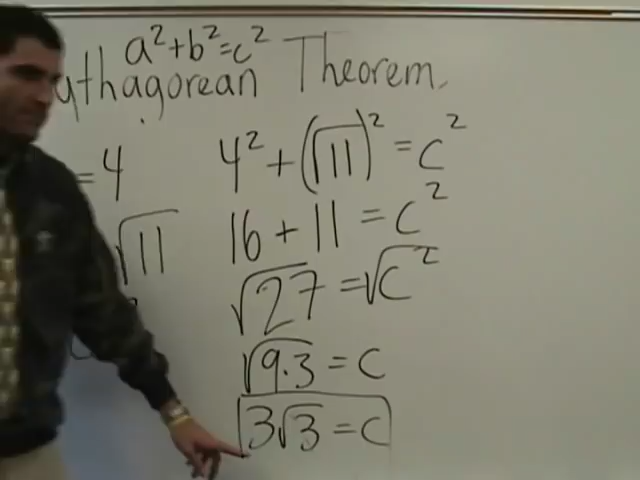 a²+b²=c²
ythagorean Theorem
=4
4²+(√11)²=c²
√11
16+11=c²
√27=√c²
√9·3=c
3√3=c